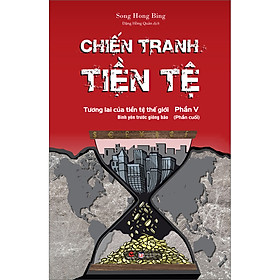 Song Hong Bing
Đặng Hồng Quân dịch
CHIẾN TRANH
TIỀN TỆ
Tương lai của tiền tệ thế giới Phần V
Bình yên trước giông bão (Phần cuối)